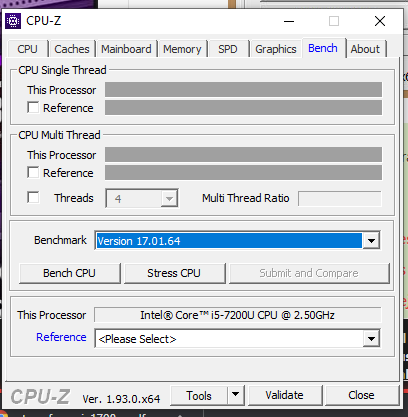 CPU-Z
CPU Caches Mainboard Memory SPD Graphics Bench About
CPU Single Thread
This Processor
Reference
CPU Multi Thread
This Processor
Reference
Threads 4 Multi Thread Ratio
Benchmark Version 17.01.64
Bench CPU Stress CPU Submit and Compare
This Processor Intel® Core™ i5-7200U CPU @ 2.50GHz
Reference <Please Select>
CPU-Z Ver. 1.93.0.x64 Tools Validate Close